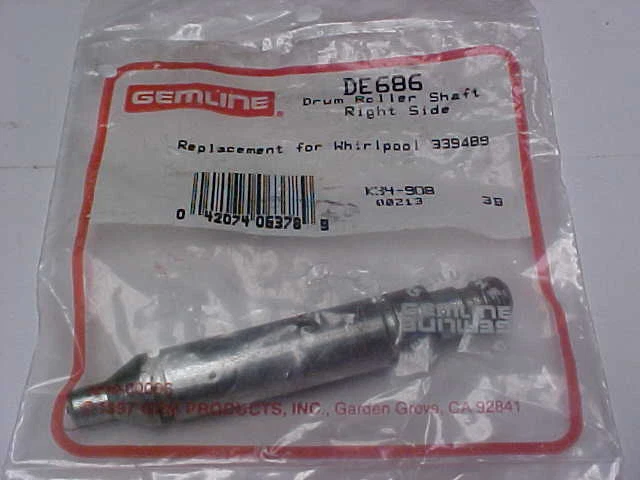 GEMLINE®
DE686
Drum Roller Shaft
Right Side
Replacement for Whirlpool 339489
K34-908
00213 38
0 42074 06378 9
GEMLINE
GEMLINE
PRODUCTS, INC., Garden Grove, CA 92841